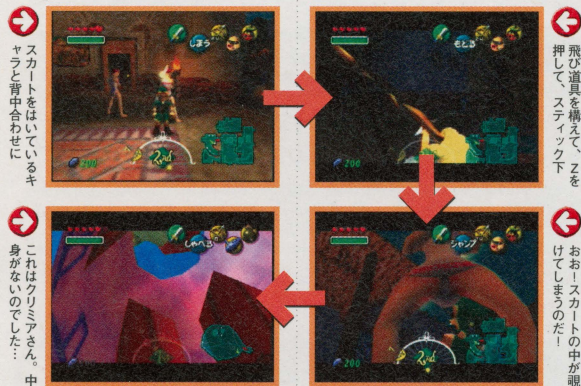 スカートをはいているキ
ャラと背中合わせに
しまう
200
2nd
飛び道具を構えて、Zを
押して、スティック下
もどる
200
おお！スカートの中が覗
けてしまうのだ！
ジャンプ
200
2nd
これはクリミアさん。中
身がないのでした…
しゃべる